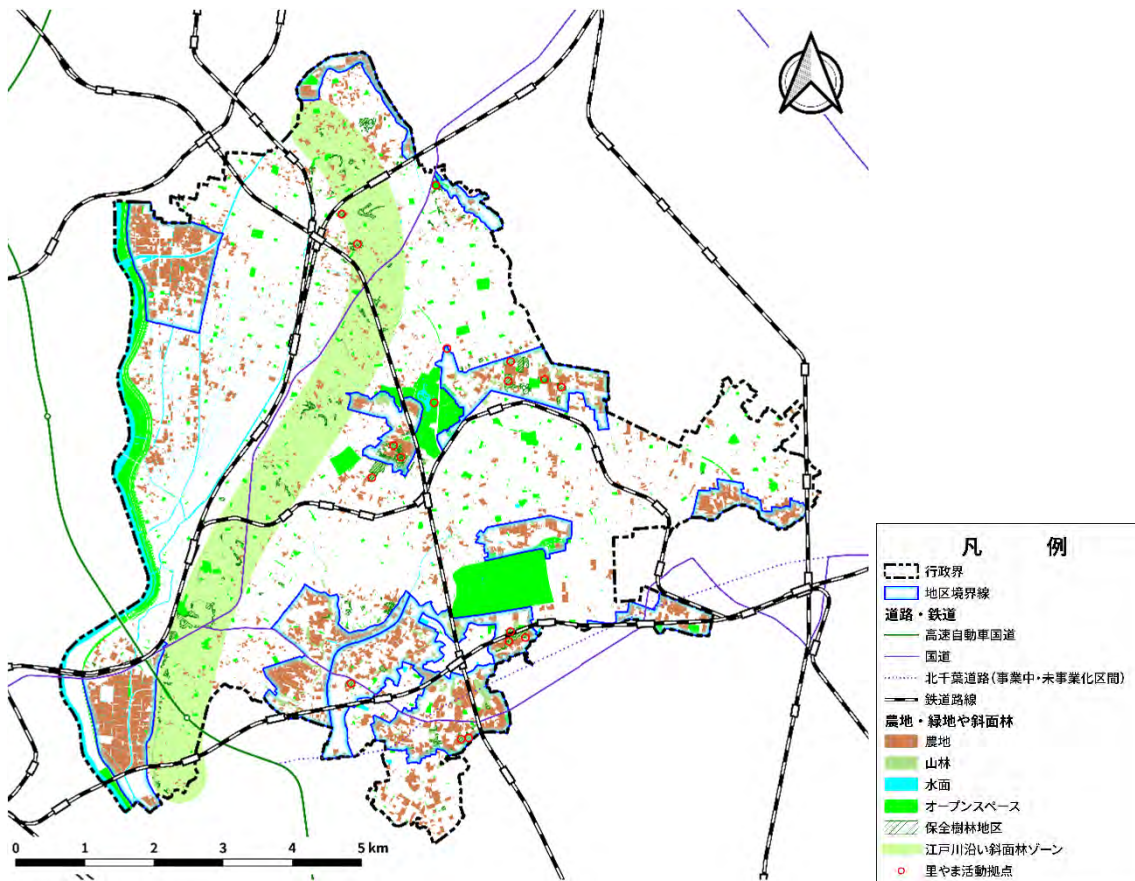 0 1 2 3 4 5 km
凡 例
行政界
地区境界線
道路・鉄道
高速自動車国道
国道
北千葉道路(事業中・未事業化区間)
鉄道路線
農地・緑地や斜面林
農地
山林
水面
オープンスペース
保全樹林地区
江戸川沿い斜面林ゾーン
里やま活動拠点